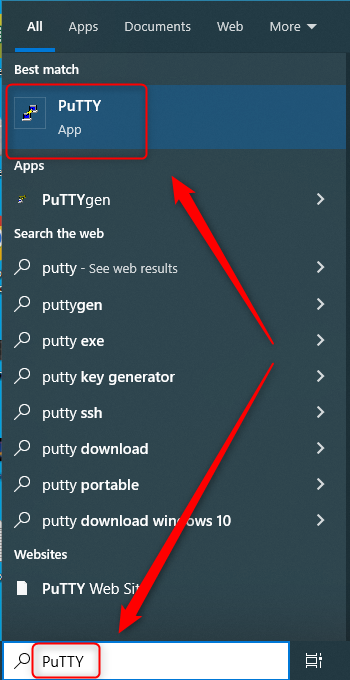 All Apps Documents Web More
Best match
PuTTY
App
Apps
PuTTYgen
Search the web
putty - See web results
puttygen
putty exe
putty key generator
putty ssh
putty download
putty portable
putty download windows 10
Websites
PuTTY Web Sit
PuTTY